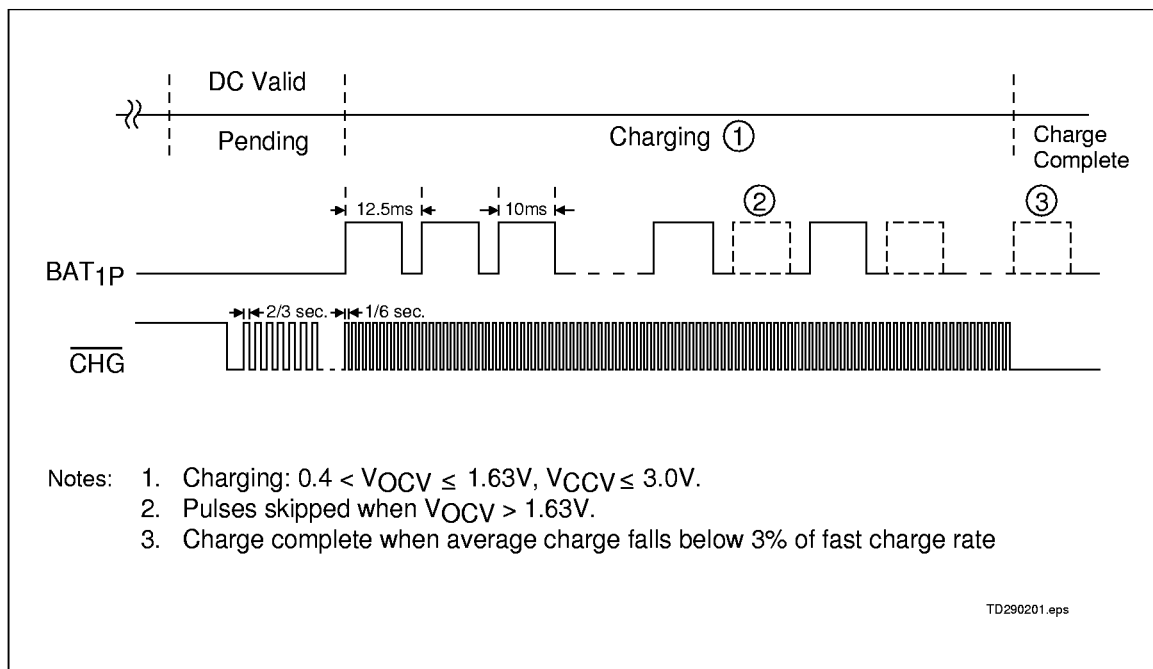 DC Valid
Pending
Charging ①
Charge
Complete
12.5ms
10ms
②
③
BAT1P
2/3 sec.
1/6 sec.
CHG
Notes: 1. Charging: 0.4 < VOCV ≤ 1.63V, VCCV ≤ 3.0V.
2. Pulses skipped when VOCV > 1.63V.
3. Charge complete when average charge falls below 3% of fast charge rate
TD290201.eps